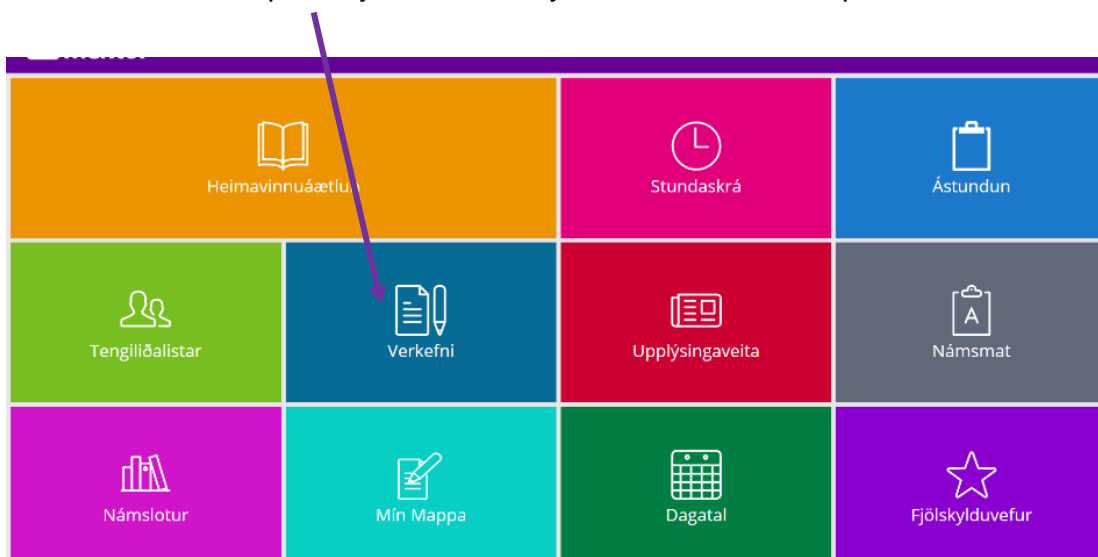 Heimavinnuáætlun
Stundaskrá
Ástundun
A
Tengiliðalistar
Verkefni
Upplýsingaveita
Námsmat
Námslotur
Mín Mappa
Dagatal
Fjölskylduvefur